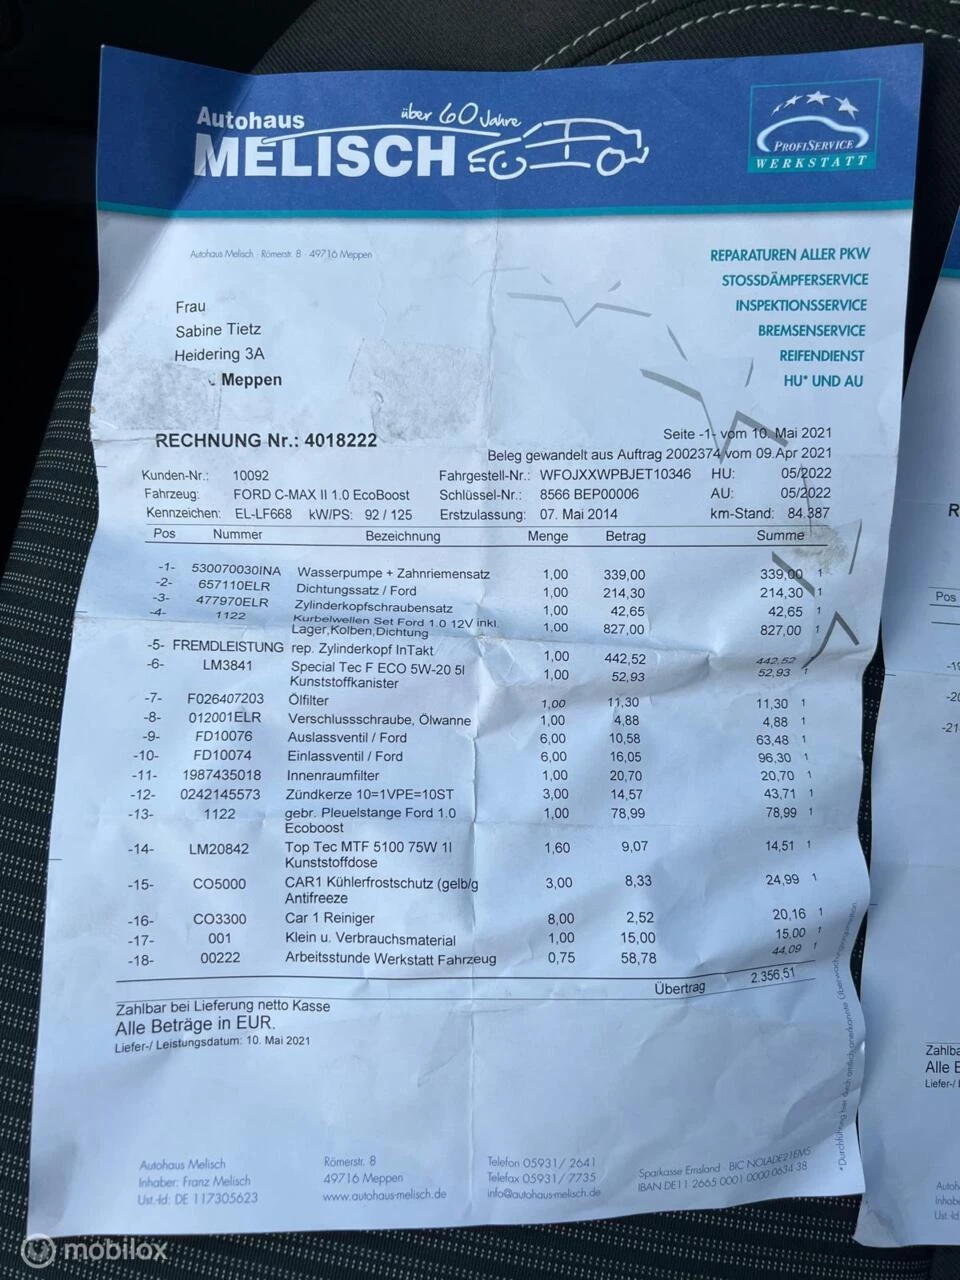 Autohaus
über 60 Jahre
MELISCH
PROFISERVICE
WERKSTATT
Autohaus Melisch · Römerstr. 8 · 49716 Meppen
REPARATUREN ALLER PKW
STOSSDÄMPFERSERVICE
INSPEKTIONSSERVICE
BREMSENSERVICE
REIFENDIENST
HU* UND AU
Frau
Sabine Tietz
Heidering 3A
Meppen
RECHNUNG Nr.: 4018222
Seite -1- vom 10. Mai 2021
Beleg gewandelt aus Auftrag 2002374 vom 09.Apr 2021
Kunden-Nr.: 10092 Fahrgestell-Nr.: WFOJXXWPBJET10346 HU: 05/2022
Fahrzeug: FORD C-MAX II 1.0 EcoBoost Schlüssel-Nr.: 8566 BEP00006 AU: 05/2022
Kennzeichen: EL-LF668 kW/PS: 92 / 125 Erstzulassung: 07. Mai 2014 km-Stand: 84.387
Pos Nummer Bezeichnung Menge Betrag Summe
-1- 530070030INA Wasserpumpe + Zahnriemensatz 1,00 339,00 339,00 1
-2- 657110ELR Dichtungssatz / Ford 1,00 214,30 214,30 1
-3- 477970ELR Zylinderkopfschraubensatz 1,00 42,65 42,65 1
-4- 1122 Kurbelwellen Set Ford 1.0 12V inkl. 1,00 827,00 827,00 1
Lager,Kolben,Dichtung
-5- FREMDLEISTUNG rep. Zylinderkopf InTakt 1,00 442,52 442,52
-6- LM3841 Special Tec F ECO 5W-20 5l 1,00 52,93 52,93 1
Kunststoffkanister
-7- F026407203 Ölfilter 1,00 11,30 11,30 1
-8- 012001ELR Verschlussschraube, Ölwanne 1,00 4,88 4,88 1
-9- FD10076 Auslassventil / Ford 6,00 10,58 63,48 1
-10- FD10074 Einlassventil / Ford 6,00 16,05 96,30 1
-11- 1987435018 Innenraumfilter 1,00 20,70 20,70 1
-12- 0242145573 Zündkerze 10=1VPE=10ST 3,00 14,57 43,71 1
-13- 1122 gebr. Pleuelstange Ford 1.0 1,00 78,99 78,99 1
Ecoboost
-14- LM20842 Top Tec MTF 5100 75W 1l 1,60 9,07 14,51 1
Kunststoffdose
-15- CO5000 CAR1 Kühlerfrostschutz (gelb/g 3,00 8,33 24,99 1
Antifreeze
-16- CO3300 Car 1 Reiniger 8,00 2,52 20,16 1
-17- 001 Klein u. Verbrauchsmaterial 1,00 15,00 15,00 1
-18- 00222 Arbeitsstunde Werkstatt Fahrzeug 0,75 58,78 44,09 1
Übertrag 2.356,51
Zahlbar bei Lieferung netto Kasse
Alle Beträge in EUR.
Liefer-/ Leistungsdatum: 10. Mai 2021
*Durchführung hier durch amtlich anerkannte Überwachungsorganisation
Autohaus Melisch
Inhaber: Franz Melisch
Ust.-Id: DE 117305623
Römerstr. 8
49716 Meppen
www.autohaus-melisch.de
Telefon 05931/ 2641
Telefax 05931/ 7735
info@autohaus-melisch.de
Sparkasse Emsland · BIC NOLADE21EMS
IBAN DE11 2665 0001 0000 0634 38
R
Pos
-19
-20
-21
Zahlba
Alle E
Liefer-/
Autoh
Inhabe
Ust.-Id
mobilox